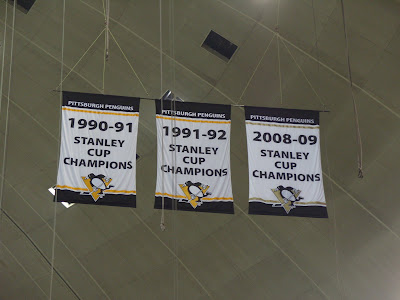 PITTSBURGH PENGUINS
1990-91
STANLEY
CUP
CHAMPIONS
PITTSBURGH PENGUINS
1991-92
STANLEY
CUP
CHAMPIONS
PITTSBURGH PENGUINS
2008-09
STANLEY
CUP
CHAMPIONS